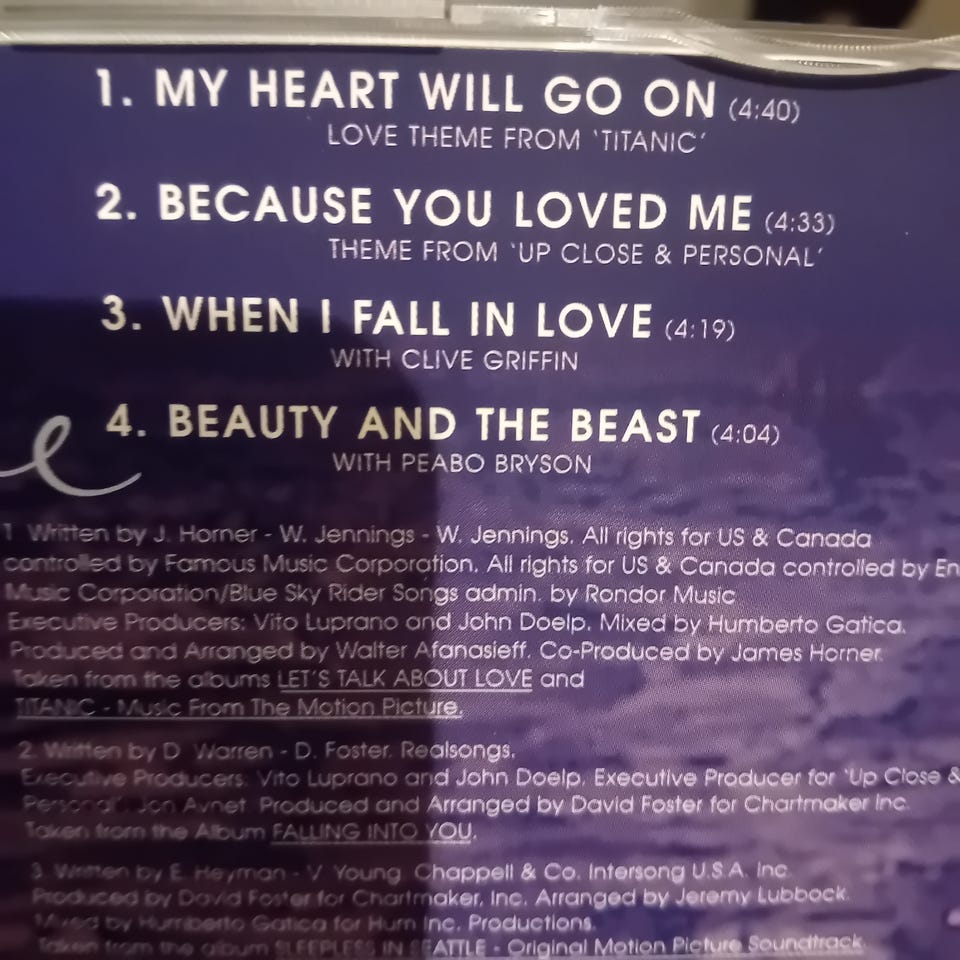 1. MY HEART WILL GO ON (4:40)
LOVE THEME FROM 'TITANIC'
2. BECAUSE YOU LOVED ME (4:33)
THEME FROM 'UP CLOSE & PERSONAL'
3. WHEN I FALL IN LOVE (4:19)
WITH CLIVE GRIFFIN
4. BEAUTY AND THE BEAST (4:04)
WITH PEABO BRYSON
e
1 Written by J. Horner - W. Jennings - W. Jennings. All rights for US & Canada
controlled by Famous Music Corporation. All rights for US & Canada controlled by En
Music Corporation/Blue Sky Rider Songs admin. by Rondor Music
Executive Producers: Vito Luprano and John Doelp. Mixed by Humberto Gatica.
Produced and Arranged by Walter Afanasieff. Co-Produced by James Horner.
Taken from the albums LET'S TALK ABOUT LOVE and
TITANIC - Music From The Motion Picture.
2. Written by D. Warren - D. Foster. Realsongs.
Executive Producers: Vito Luprano and John Doelp. Executive Producer for 'Up Close &
Personal': Jon Avnet. Produced and Arranged by David Foster for Chartmaker Inc.
Taken from the Album FALLING INTO YOU.
3. Written by E. Heyman - V. Young. Chappell & Co. Intersong U.S.A. Inc.
Produced by David Foster for Chartmaker, Inc. Arranged by Jeremy Lubbock.
Mixed by Humberto Gatica for Hum Inc. Productions.
Taken from the album SLEEPLESS IN SEATTLE - Original Motion Picture Soundtrack.